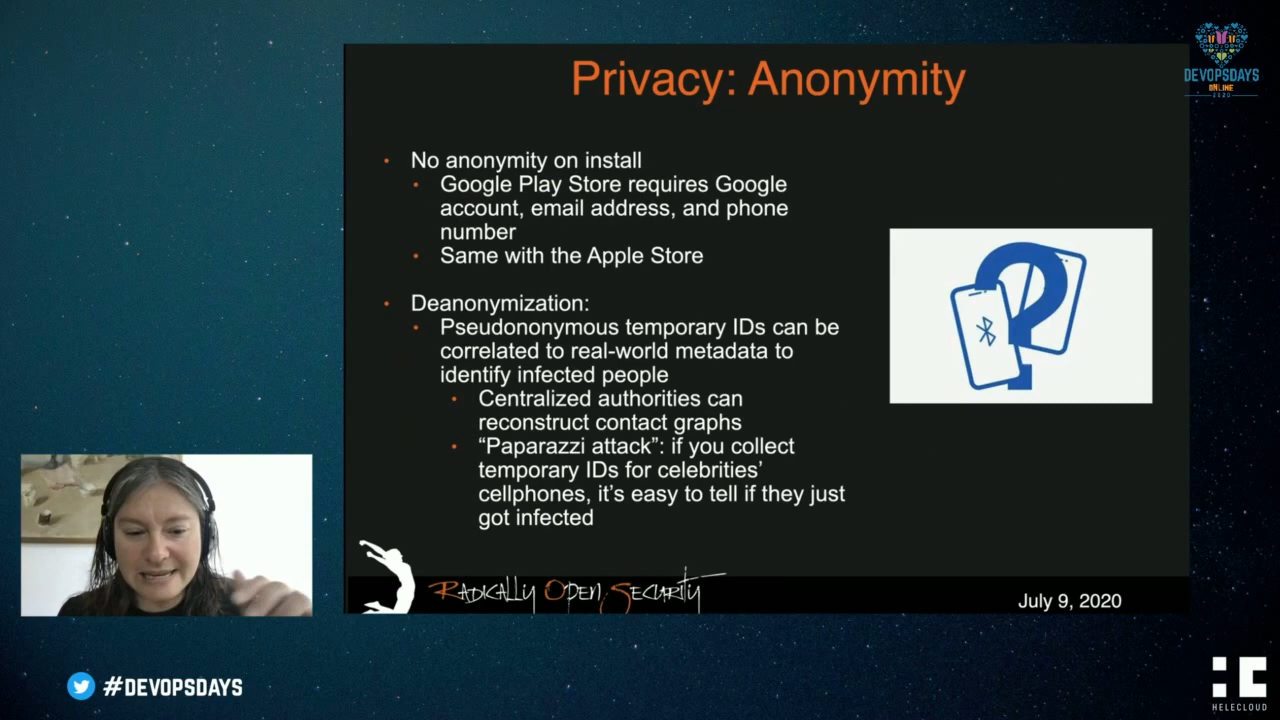 DEVOPSDAYS
ONLINE
2020
Privacy: Anonymity
• No anonymity on install
• Google Play Store requires Google
account, email address, and phone
number
• Same with the Apple Store
• Deanonymization:
• Pseudononymous temporary IDs can be
correlated to real-world metadata to
identify infected people
• Centralized authorities can
reconstruct contact graphs
• “Paparazzi attack”: if you collect
temporary IDs for celebrities’
cellphones, it’s easy to tell if they just
got infected
RADICALLY OPEN SECURITY
July 9, 2020
#DEVOPSDAYS
HELECLOUD